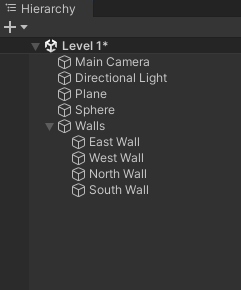 Hierarchy
Level 1*
Main Camera
Directional Light
Plane
Sphere
Walls
East Wall
West Wall
North Wall
South Wall